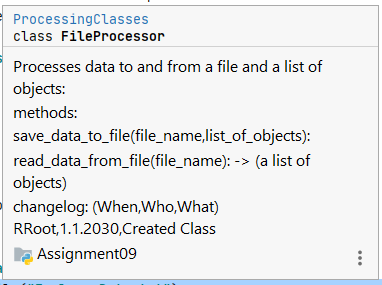 ProcessingClasses
class FileProcessor
Processes data to and from a file and a list of
objects:
methods:
save_data_to_file(file_name,list_of_objects):
read_data_from_file(file_name): -> (a list of
objects)
changelog: (When,Who,What)
RRoot,1.1.2030,Created Class
Assignment09